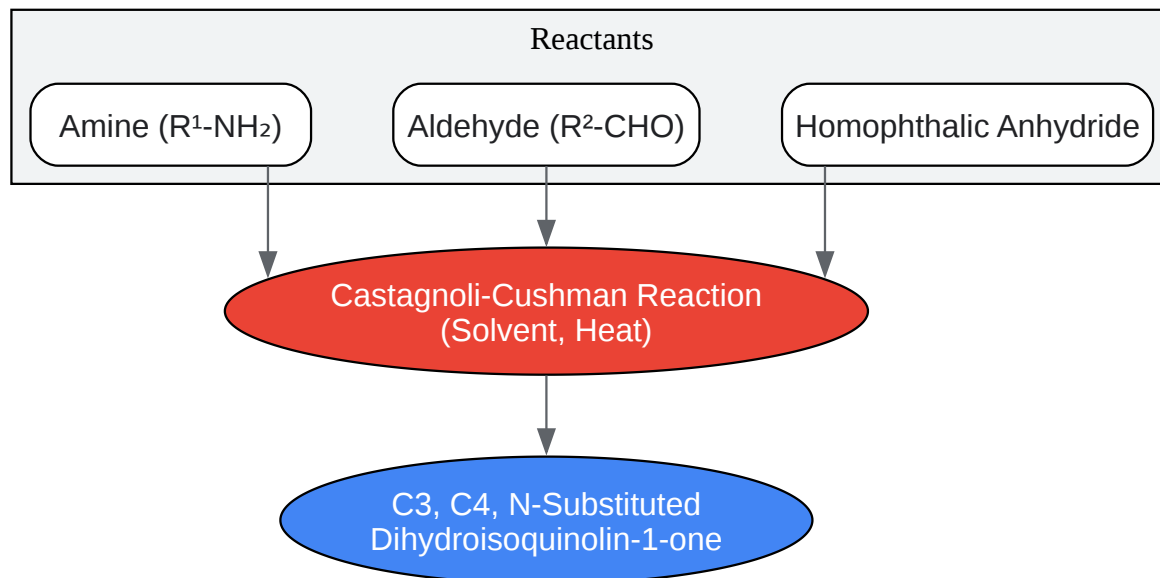 Reactants
Amine (R¹-NH₂)
Aldehyde (R²-CHO)
Homophthalic Anhydride
Castagnoli-Cushman Reaction
(Solvent, Heat)
C3, C4, N-Substituted
Dihydroisoquinolin-1-one